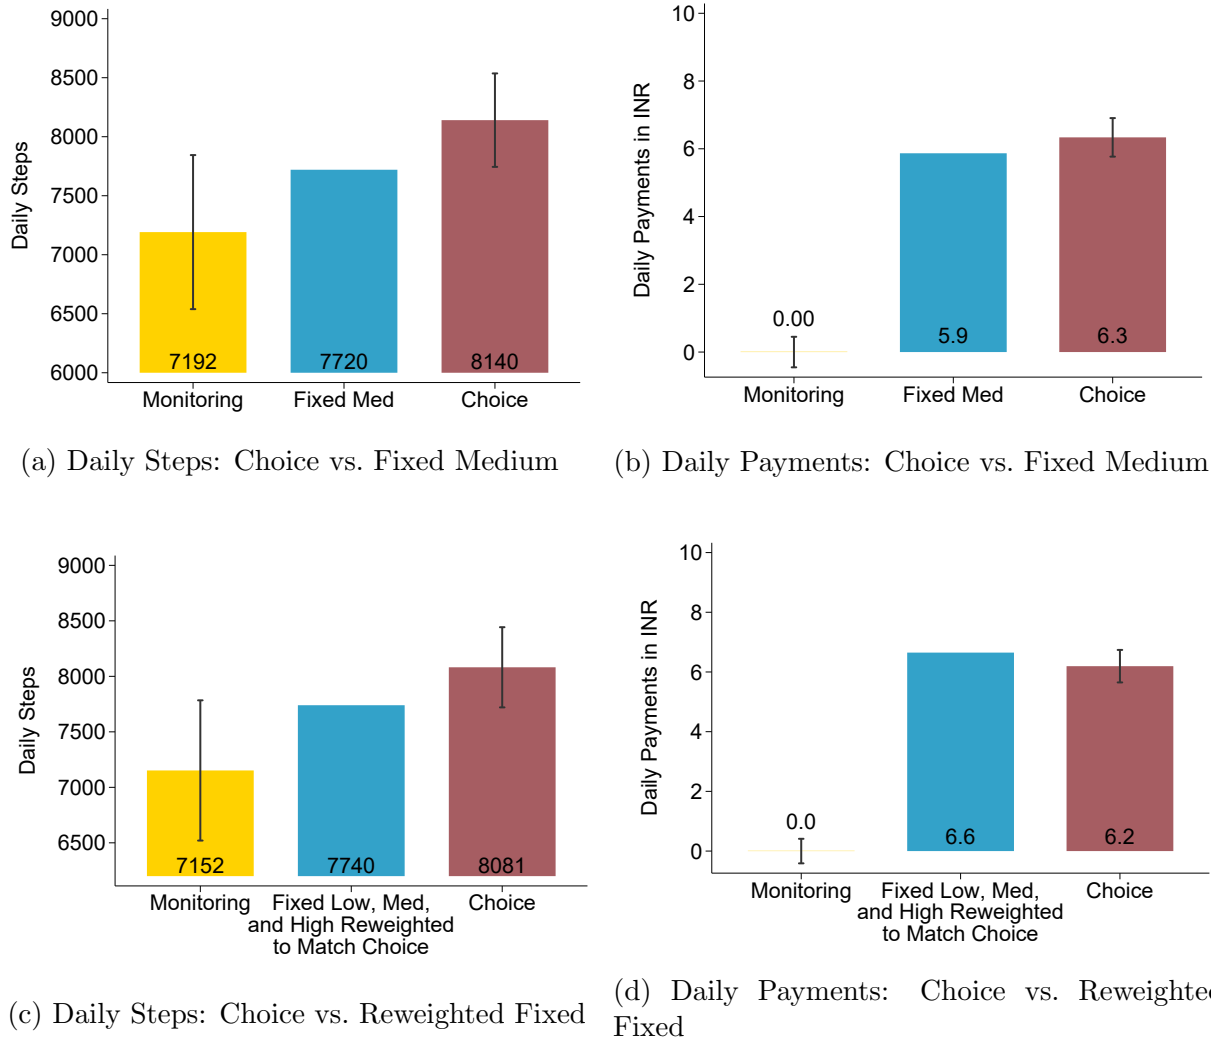 9000
8500
8000
7500
7000
6500
6000
Daily Steps
7192
7720
8140
Monitoring
Fixed Med
Choice
(a) Daily Steps: Choice vs. Fixed Medium
10
8
6
4
2
0
Daily Payments in INR
0.00
5.9
6.3
Monitoring
Fixed Med
Choice
(b) Daily Payments: Choice vs. Fixed Medium
9000
8500
8000
7500
7000
6500
Daily Steps
7152
7740
8081
Monitoring
Fixed Low, Med,
and High Reweighted
to Match Choice
Choice
(c) Daily Steps: Choice vs. Reweighted Fixed
10
8
6
4
2
0
Daily Payments in INR
0.0
6.6
6.2
Monitoring
Fixed Low, Med,
and High Reweighted
to Match Choice
Choice
(d) Daily Payments: Choice vs. Reweighted
Fixed